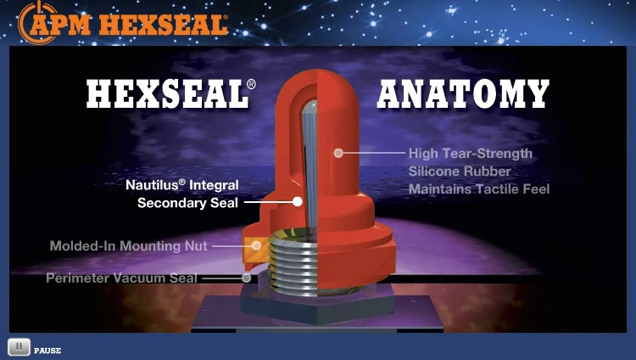 APM HEXSEAL®
HEXSEAL® ANATOMY
High Tear-Strength
Silicone Rubber
Maintains Tactile Feel
Nautilus® Integral
Secondary Seal
Molded-In Mounting Nut
Perimeter Vacuum Seal
PAUSE